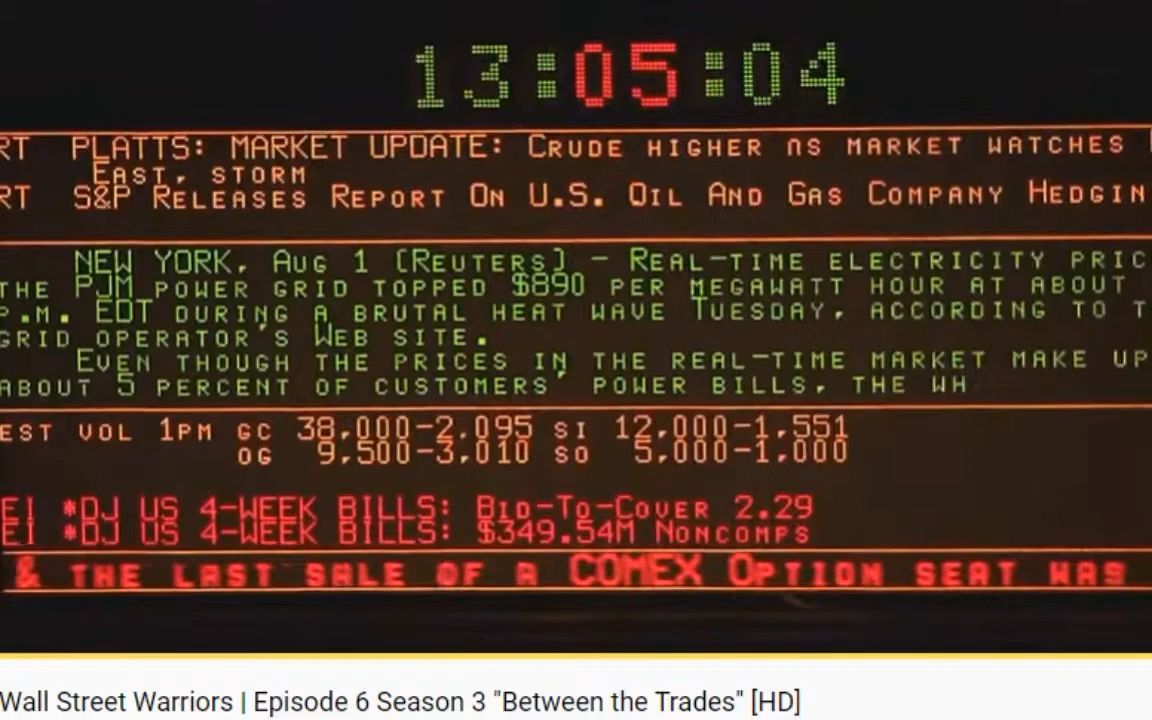 13:05:04
RT PLATTS: MARKET UPDATE: CRUDE HIGHER NS MARKET WATCHES
EAST, STORM
RT S&P RELEASES REPORT ON U.S. OIL AND GAS COMPANY HEDGIN
NEW YORK, AUG 1 (REUTERS) - REAL-TIME ELECTRICITY PRIC
THE PJM POWER GRID TOPPED $890 PER MEGAWATT HOUR AT ABOUT
P.M. EDT DURING A BRUTAL HEAT WAVE TUESDAY, ACCORDING TO T
GRID OPERATOR'S WEB SITE.
EVEN THOUGH THE PRICES IN THE REAL-TIME MARKET MAKE UP
ABOUT 5 PERCENT OF CUSTOMERS' POWER BILLS, THE WH
EST VOL 1PM GC 38,000-2,095 SI 12,000-1,551
OG 9,500-3,010 SO 5,000-1,000
EI *DJ US 4-WEEK BILLS: BID-TO-COVER 2.29
EI *DJ US 4-WEEK BILLS: $349.54M NONCOMPS
& THE LAST SALE OF A COMEX OPTION SEAT WAS
Wall Street Warriors | Episode 6 Season 3 "Between the Trades" [HD]